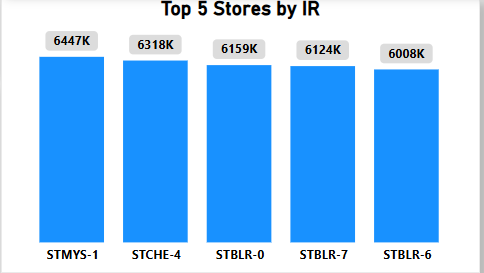 Top 5 Stores by IR
6447K
6318K
6159K
6124K
6008K
STMYS-1
STCHE-4
STBLR-0
STBLR-7
STBLR-6